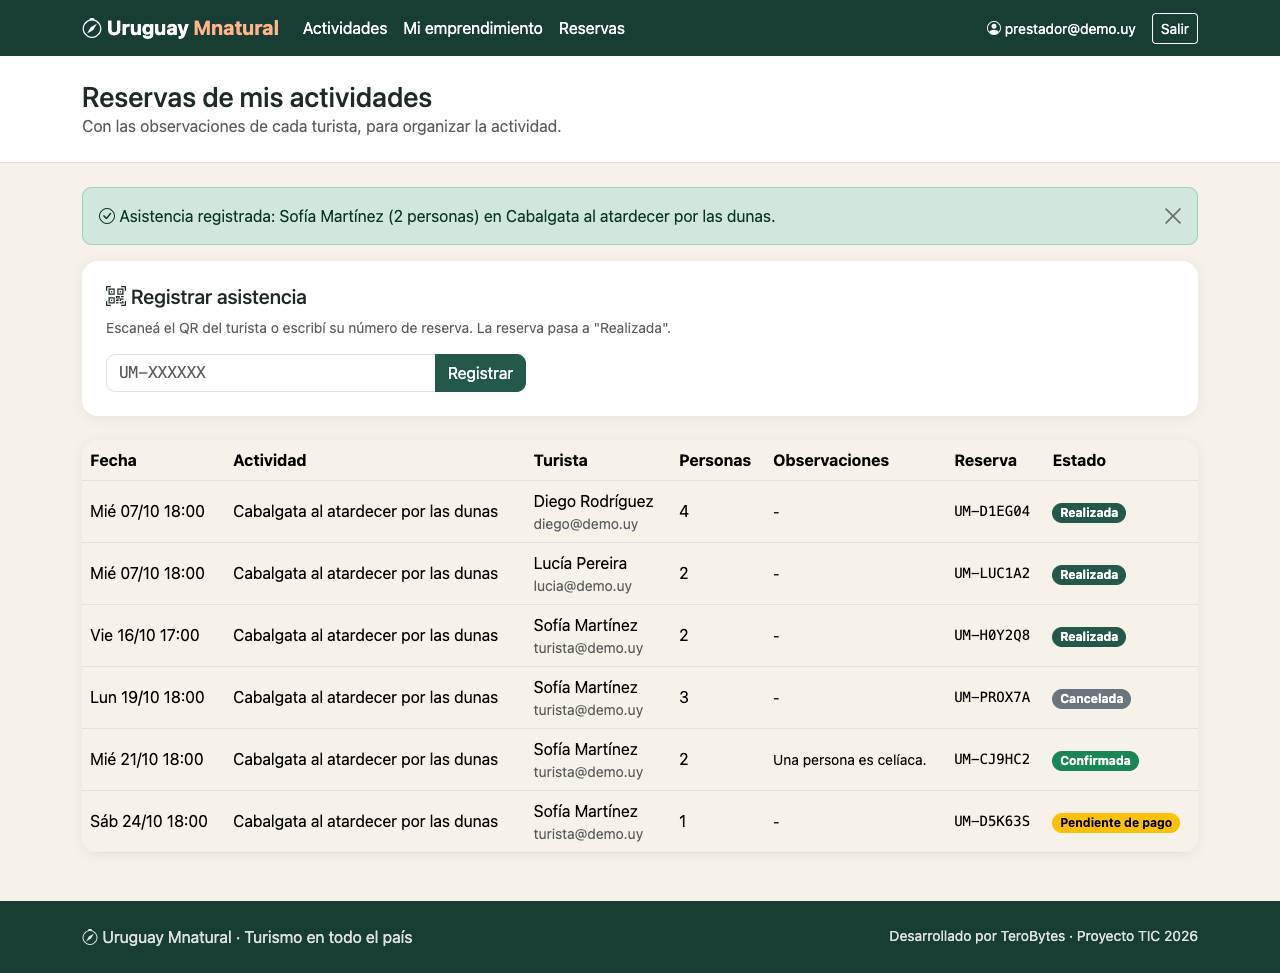 Uruguay Mnatural Actividades Mi emprendimiento Reservas prestador@demo.uy Salir
Reservas de mis actividades
Con las observaciones de cada turista, para organizar la actividad.
Asistencia registrada: Sofía Martínez (2 personas) en Cabalgata al atardecer por las dunas.
Registrar asistencia
Escaneá el QR del turista o escribí su número de reserva. La reserva pasa a "Realizada".
UM-XXXXXX Registrar
Fecha Actividad Turista Personas Observaciones Reserva Estado
Mié 07/10 18:00 Cabalgata al atardecer por las dunas Diego Rodríguez 4 - UM-D1EG04 Realizada
diego@demo.uy
Mié 07/10 18:00 Cabalgata al atardecer por las dunas Lucía Pereira 2 - UM-LUC1A2 Realizada
lucia@demo.uy
Vie 16/10 17:00 Cabalgata al atardecer por las dunas Sofía Martínez 2 - UM-H0Y2Q8 Realizada
turista@demo.uy
Lun 19/10 18:00 Cabalgata al atardecer por las dunas Sofía Martínez 3 - UM-PROX7A Cancelada
turista@demo.uy
Mié 21/10 18:00 Cabalgata al atardecer por las dunas Sofía Martínez 2 Una persona es celíaca. UM-CJ9HC2 Confirmada
turista@demo.uy
Sáb 24/10 18:00 Cabalgata al atardecer por las dunas Sofía Martínez 1 - UM-D5K63S Pendiente de pago
turista@demo.uy
Uruguay Mnatural · Turismo en todo el país Desarrollado por TeroBytes · Proyecto TIC 2026